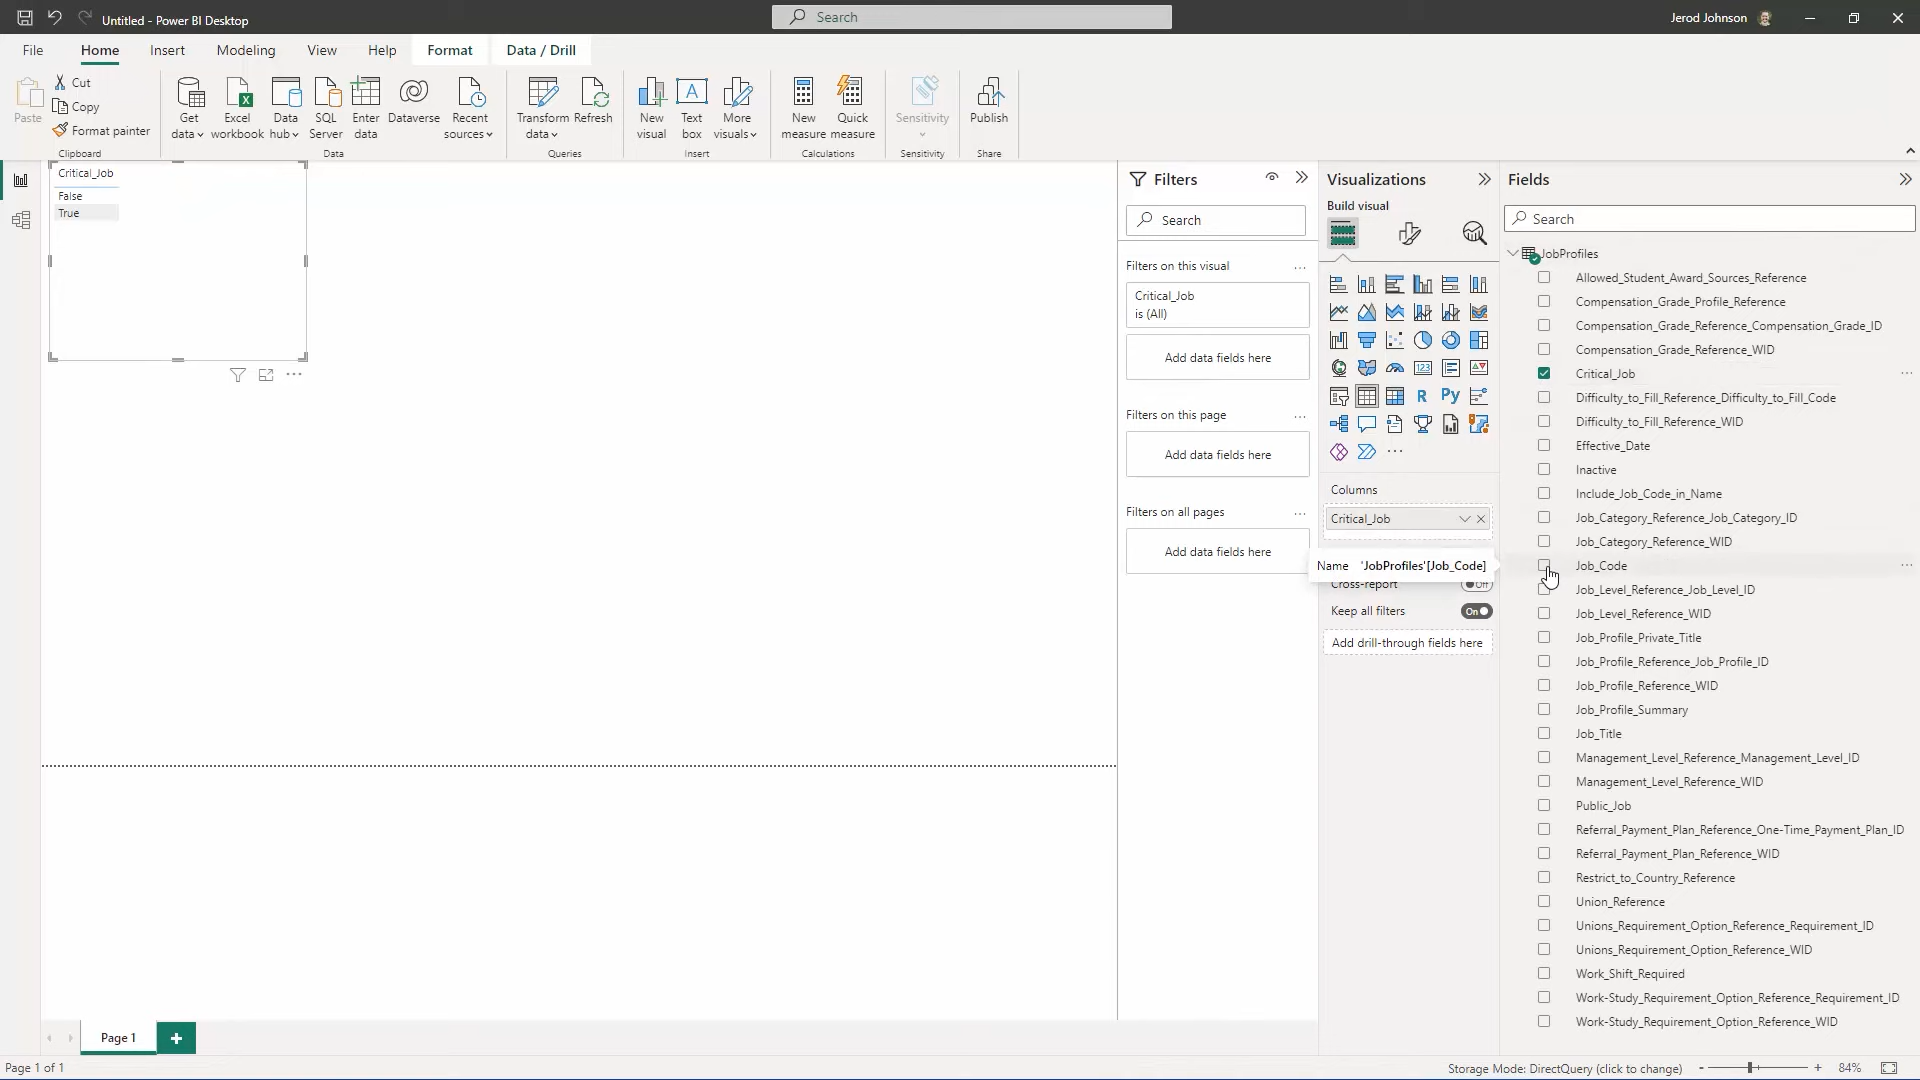 Untitled - Power BI Desktop
Search
Jerod Johnson
File
Home
Insert
Modeling
View
Help
Format
Data / Drill
Paste
Cut
Copy
Format painter
Clipboard
Get data
Excel workbook
Data hub
SQL Server
Enter data
Dataverse
Recent sources
Data
Transform data
Refresh
Queries
New visual
Text box
More visuals
Insert
New measure
Quick measure
Calculations
Sensitivity
Sensitivity
Publish
Share
Critical_Job
False
True
Filters
Search
Filters on this visual
Critical_Job
is (All)
Add data fields here
Filters on this page
Add data fields here
Filters on all pages
Add data fields here
Visualizations
Build visual
R
Py
123
Columns
Critical_Job
Name 'JobProfiles'[Job_Code]
Cross-report
Off
Keep all filters
On
Add drill-through fields here
Fields
Search
JobProfiles
Allowed_Student_Award_Sources_Reference
Compensation_Grade_Profile_Reference
Compensation_Grade_Reference_Compensation_Grade_ID
Compensation_Grade_Reference_WID
Critical_Job
Difficulty_to_Fill_Reference_Difficulty_to_Fill_Code
Difficulty_to_Fill_Reference_WID
Effective_Date
Inactive
Include_Job_Code_in_Name
Job_Category_Reference_Job_Category_ID
Job_Category_Reference_WID
Job_Code
Job_Level_Reference_Job_Level_ID
Job_Level_Reference_WID
Job_Profile_Private_Title
Job_Profile_Reference_Job_Profile_ID
Job_Profile_Reference_WID
Job_Profile_Summary
Job_Title
Management_Level_Reference_Management_Level_ID
Management_Level_Reference_WID
Public_Job
Referral_Payment_Plan_Reference_One-Time_Payment_Plan_ID
Referral_Payment_Plan_Reference_WID
Restrict_to_Country_Reference
Union_Reference
Unions_Requirement_Option_Reference_Requirement_ID
Unions_Requirement_Option_Reference_WID
Work_Shift_Required
Work-Study_Requirement_Option_Reference_Requirement_ID
Work-Study_Requirement_Option_Reference_WID
Page 1
Page 1 of 1
Storage Mode: DirectQuery (click to change)
84%